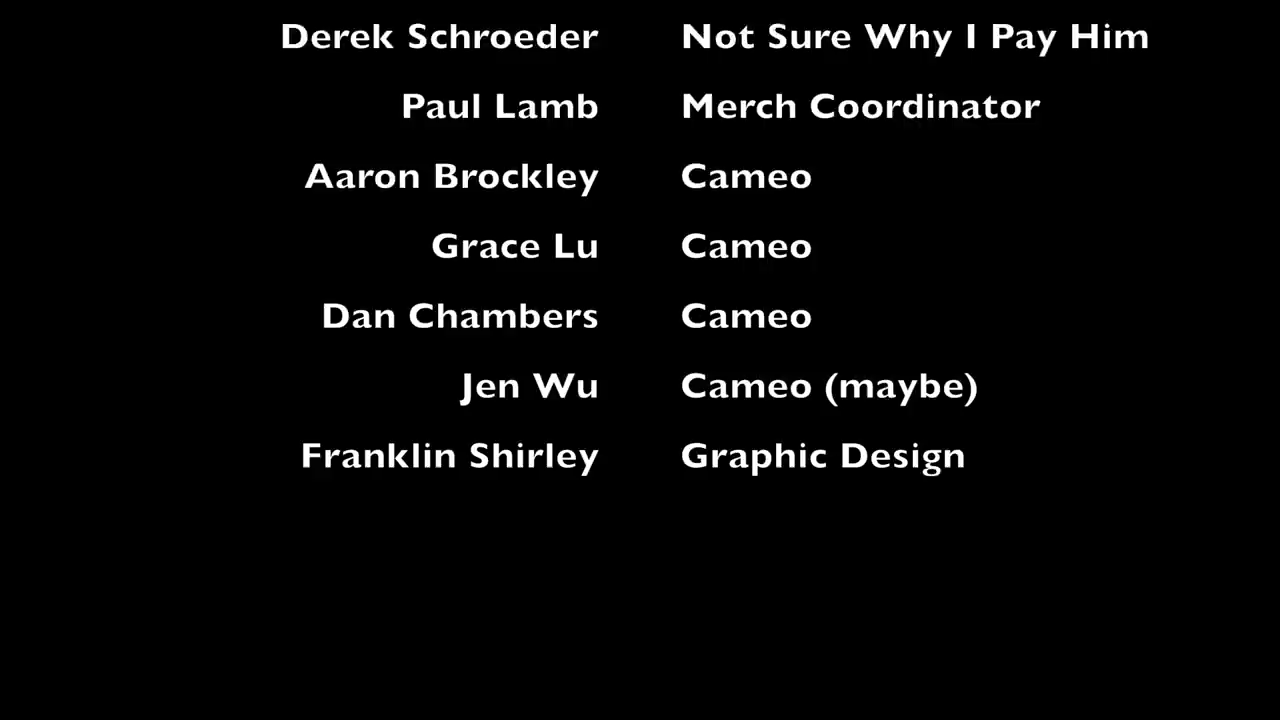 Derek Schroeder Not Sure Why I Pay Him
Paul Lamb Merch Coordinator
Aaron Brockley Cameo
Grace Lu Cameo
Dan Chambers Cameo
Jen Wu Cameo (maybe)
Franklin Shirley Graphic Design